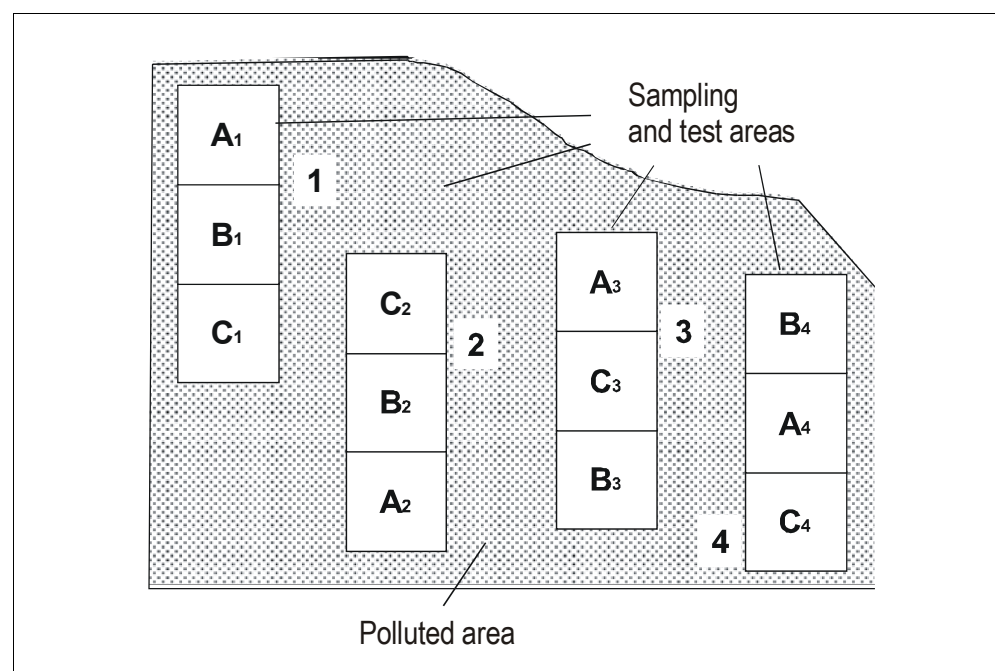 Sampling
and test areas
A1
1
B1
C1
C2
2
B2
A2
A3
3
C3
B3
B4
A4
C4
4
Polluted area